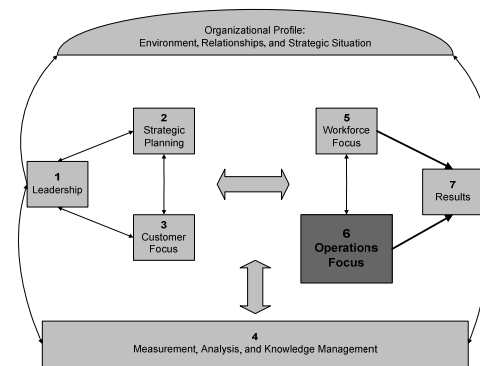 Organizational Profile:
Environment, Relationships, and Strategic Situation
2
Strategic
Planning
5
Workforce
Focus
1
Leadership
7
Results
3
Customer
Focus
6
Operations
Focus
4
Measurement, Analysis, and Knowledge Management